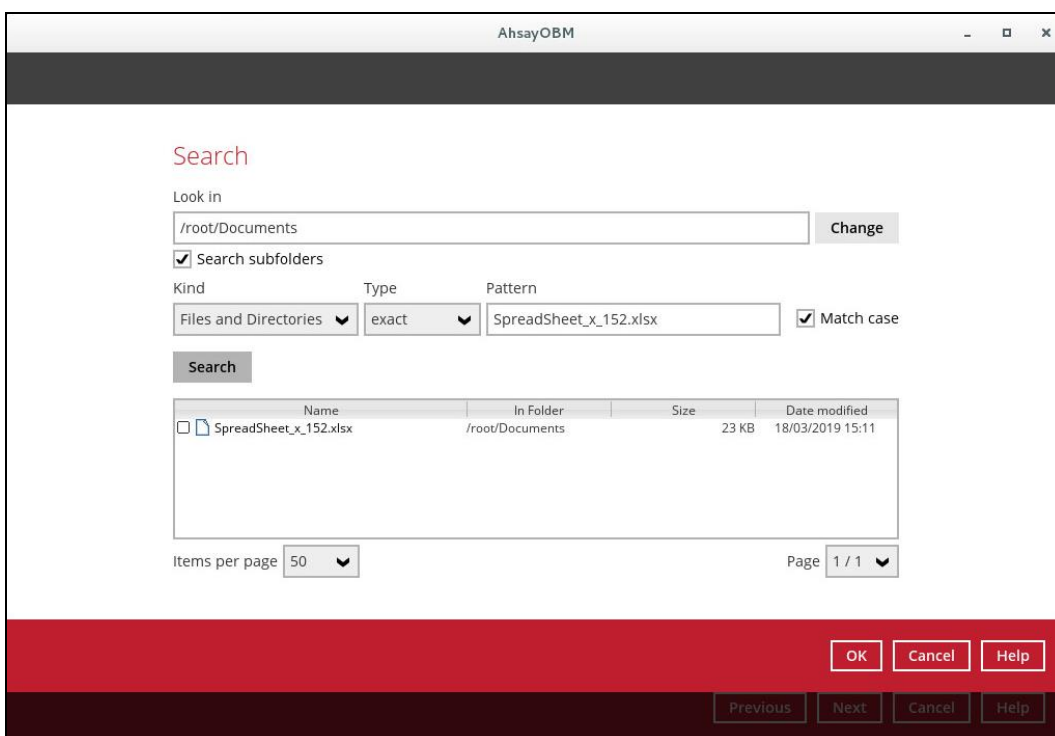 AhsayOBM
Search
Look in
/root/Documents Change
Search subfolders
Kind Type Pattern
Files and Directories exact SpreadSheet_x_152.xlsx Match case
Search
Name In Folder Size Date modified
SpreadSheet_x_152.xlsx /root/Documents 23 KB 18/03/2019 15:11
Items per page 50 Page 1 / 1
OK Cancel Help
Previous Next Cancel Help